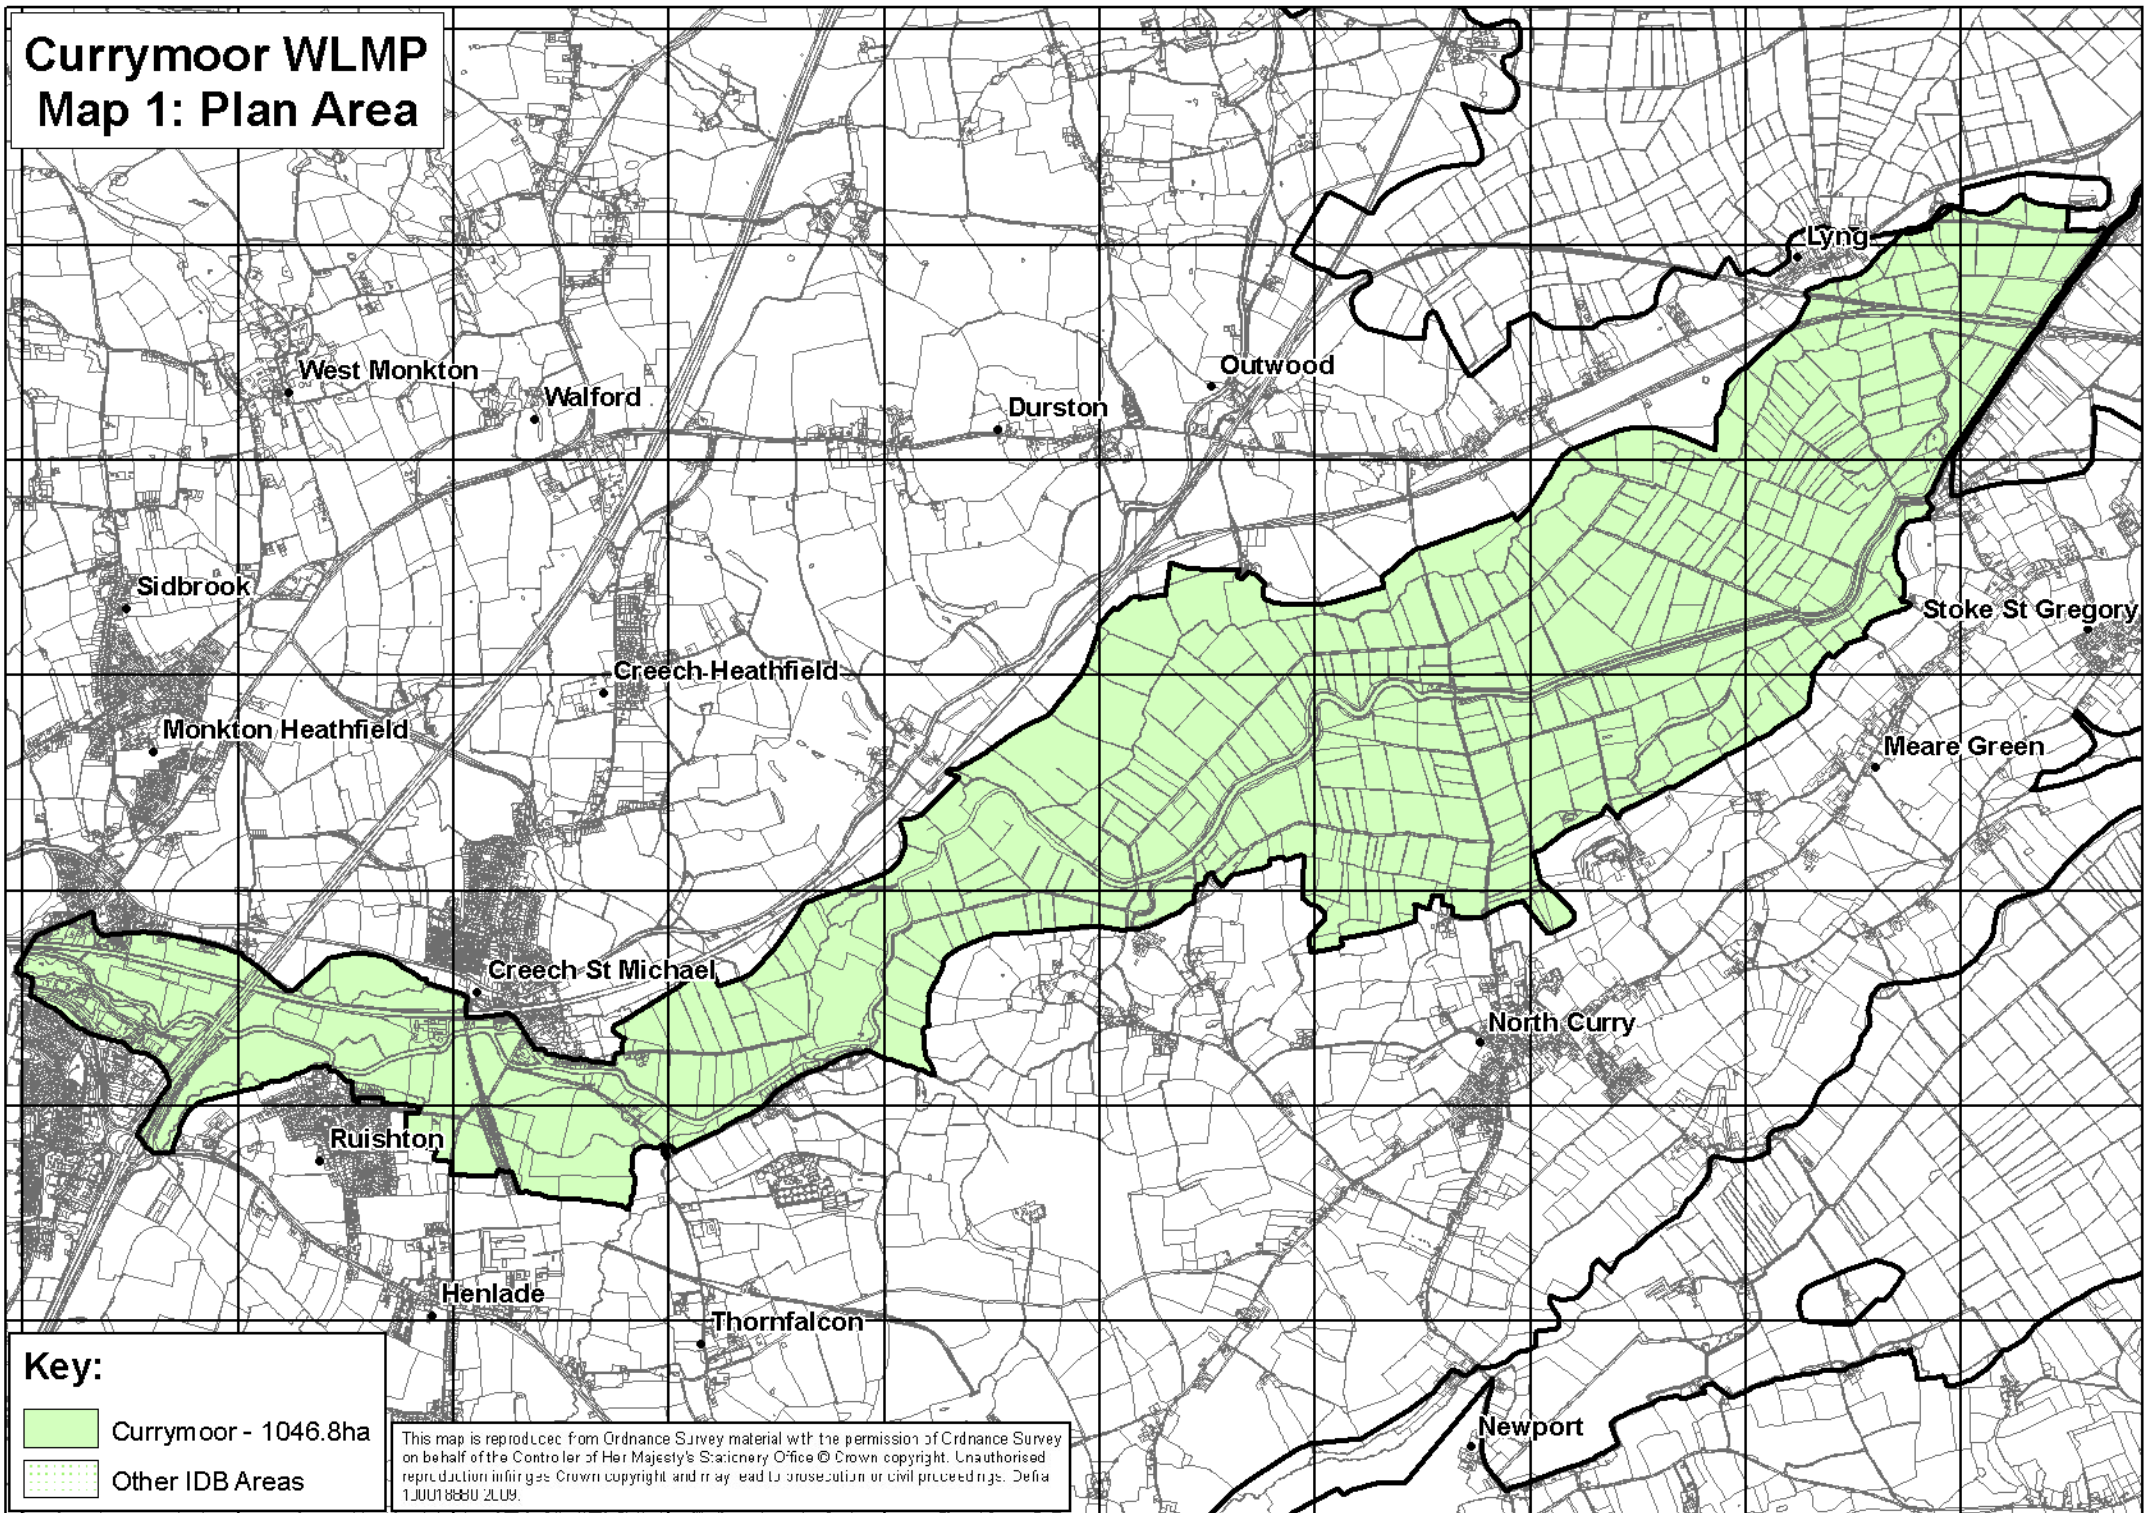 Currymoor WLMP
Map 1: Plan Area
Lyng
West Monkton
Walford
Outwood
Durston
Sidbrook
Stoke St Gregory
Creech Heathfield
Monkton Heathfield
Meare Green
Creech St Michael
North Curry
Ruishton
Henlade
Thornfalcon
Newport
Key:
Currymoor - 1046.8ha
Other IDB Areas
This map is reproduced from Ordnance Survey material with the permission of Ordnance Survey
on behalf of the Controller of Her Majesty's Stationery Office © Crown copyright. Unauthorised
reproduction infringes Crown copyright and may lead to prosecution or civil proceedings. Defra
100018880 2009.